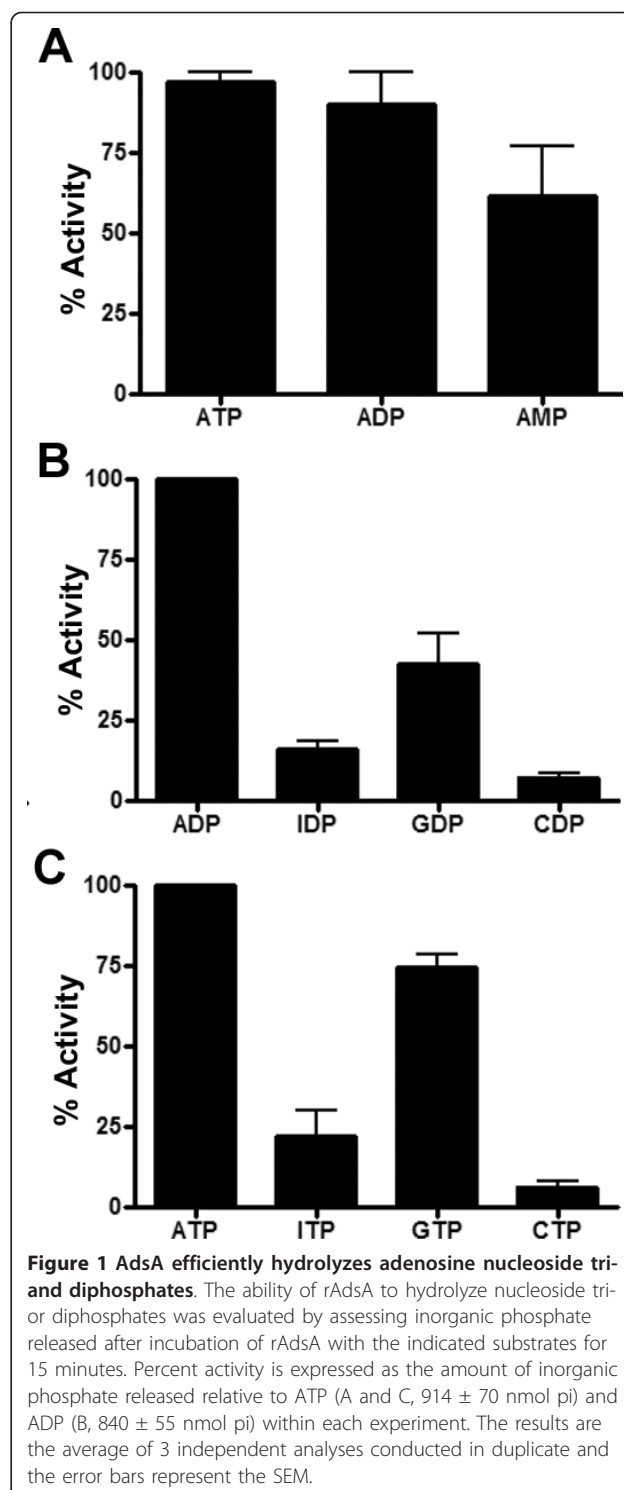 A
100
75
50
25
0
% Activity
ATP ADP AMP
B
100
75
50
25
0
% Activity
ADP IDP GDP CDP
C
100
75
50
25
0
% Activity
ATP ITP GTP CTP
Figure 1 AdsA efficiently hydrolyzes adenosine nucleoside tri-
and diphosphates. The ability of rAdsA to hydrolyze nucleoside tri-
or diphosphates was evaluated by assessing inorganic phosphate
released after incubation of rAdsA with the indicated substrates for
15 minutes. Percent activity is expressed as the amount of inorganic
phosphate released relative to ATP (A and C, 914 ± 70 nmol pi) and
ADP (B, 840 ± 55 nmol pi) within each experiment. The results are
the average of 3 independent analyses conducted in duplicate and
the error bars represent the SEM.